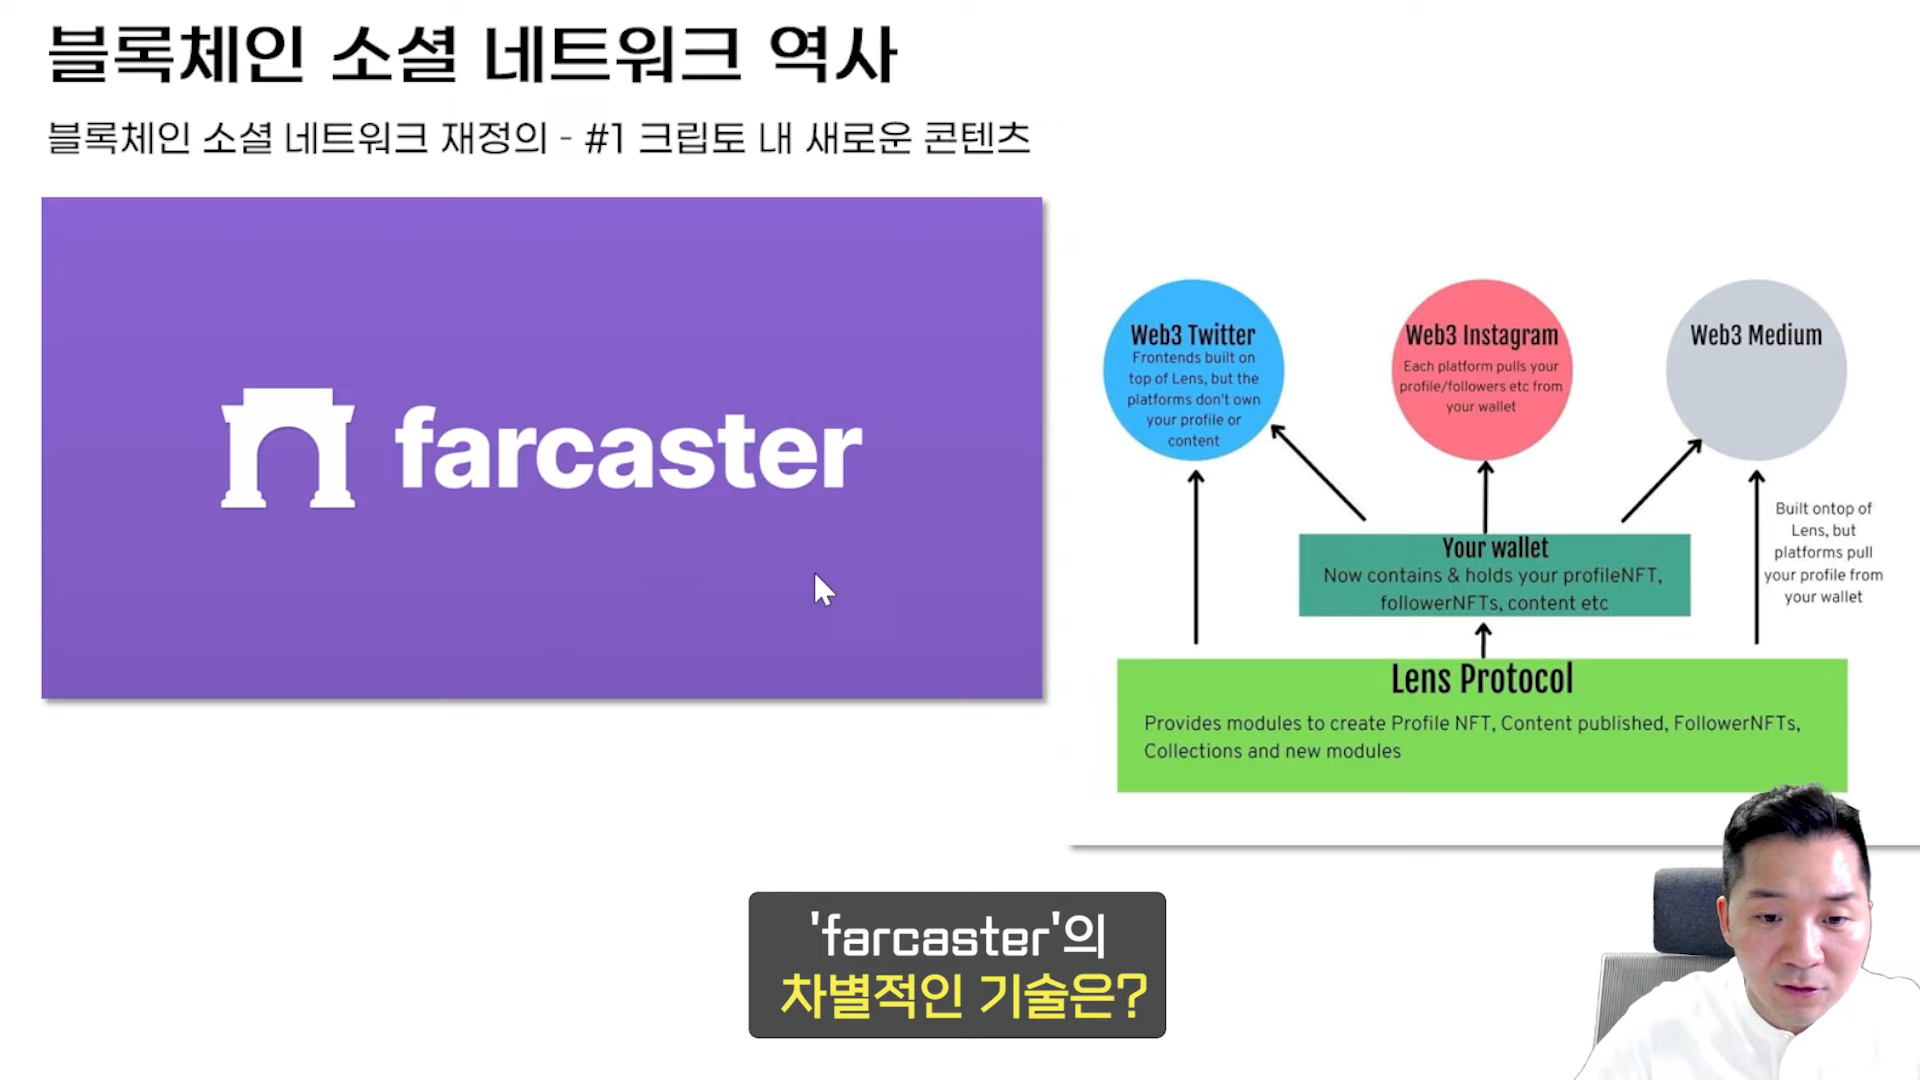 블록체인 소셜 네트워크 역사
블록체인 소셜 네트워크 재정의 - #1 크립토 내 새로운 콘텐츠
farcaster
Web3 Twitter
Frontends built on
top of Lens, but the
platforms don't own
your profile or
content
Web3 Instagram
Each platform pulls your
profile/followers etc from
your wallet
Web3 Medium
Built ontop of
Lens, but
platforms pull
your profile from
your wallet
Your wallet
Now contains & holds your profileNFT,
followerNFTs, content etc
Lens Protocol
Provides modules to create Profile NFT, Content published, FollowerNFTs,
Collections and new modules
'farcaster'의
차별적인 기술은?